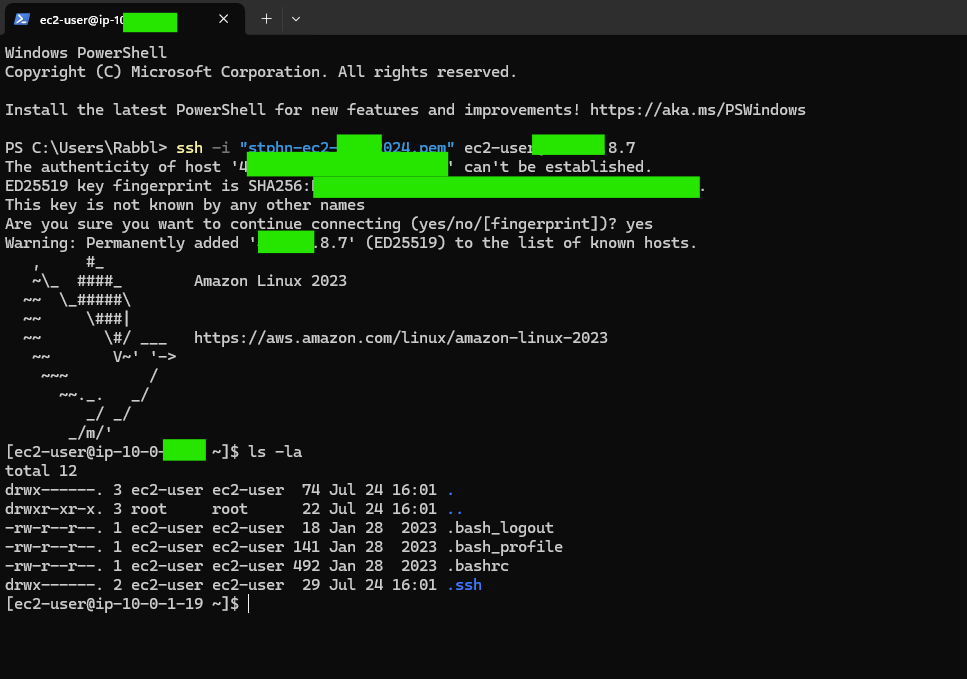 ec2-user@ip-10
Windows PowerShell
Copyright (C) Microsoft Corporation. All rights reserved.
Install the latest PowerShell for new features and improvements! https://aka.ms/PSWindows
PS C:\Users\Rabbl> ssh -i "stphn-ec2- 024.pem" ec2-user 8.7
The authenticity of host '4 ' can't be established.
ED25519 key fingerprint is SHA256: .
This key is not known by any other names
Are you sure you want to continue connecting (yes/no/[fingerprint])? yes
Warning: Permanently added ' .8.7' (ED25519) to the list of known hosts.
   ,     #_
   ~\_  ####_        Amazon Linux 2023
  ~~  \_#####\
  ~~     \###|
  ~~       \#/ ___   https://aws.amazon.com/linux/amazon-linux-2023
   ~~       V~' '->
    ~~~         /
      ~~._.   _/
         _/ _/
       _/m/'
[ec2-user@ip-10-0- ~]$ ls -la
total 12
drwx------. 3 ec2-user ec2-user  74 Jul 24 16:01 .
drwxr-xr-x. 3 root     root      22 Jul 24 16:01 ..
-rw-r--r--. 1 ec2-user ec2-user  18 Jan 28  2023 .bash_logout
-rw-r--r--. 1 ec2-user ec2-user 141 Jan 28  2023 .bash_profile
-rw-r--r--. 1 ec2-user ec2-user 492 Jan 28  2023 .bashrc
drwx------. 2 ec2-user ec2-user  29 Jul 24 16:01 .ssh
[ec2-user@ip-10-0-1-19 ~]$